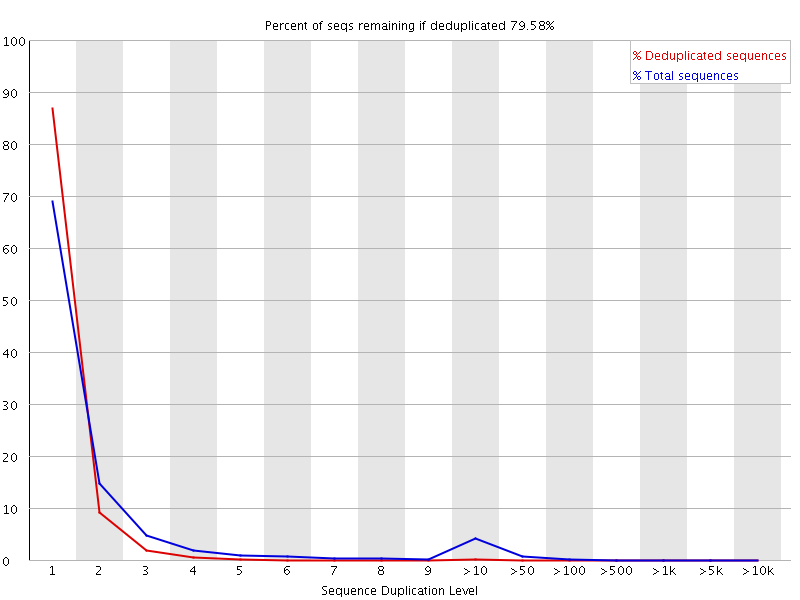 Percent of seqs remaining if deduplicated 79.58%
% Deduplicated sequences
% Total sequences
100
90
80
70
60
50
40
30
20
10
0
1 2 3 4 5 6 7 8 9 >10 >50 >100 >500 >1k >5k >10k
Sequence Duplication Level